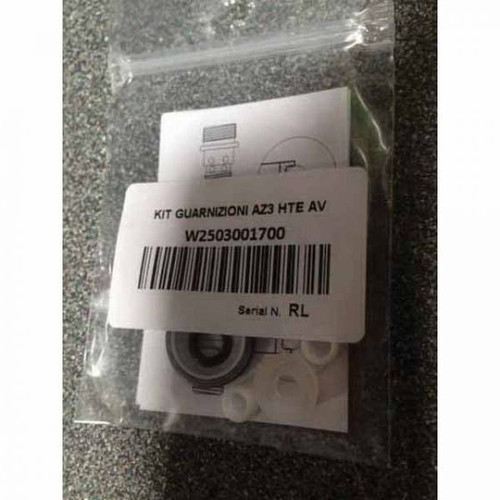 KIT GUARNIZIONI AZ3 HTE AV
W2503001700
Serial N. RL